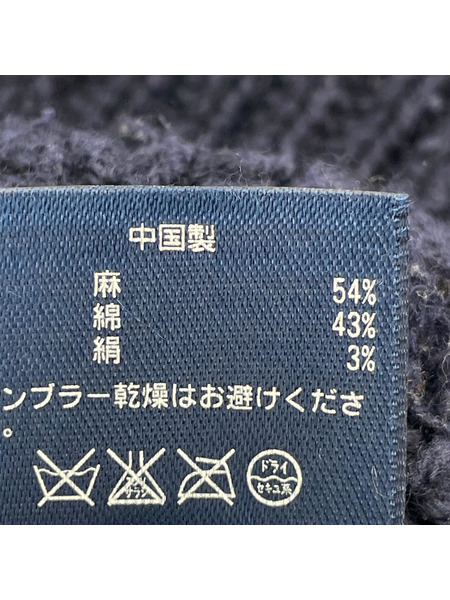 中国製
麻 54%
綿 43%
絹 3%
ンブラー乾燥はお避けくださ
。
ドライ
セキユ系